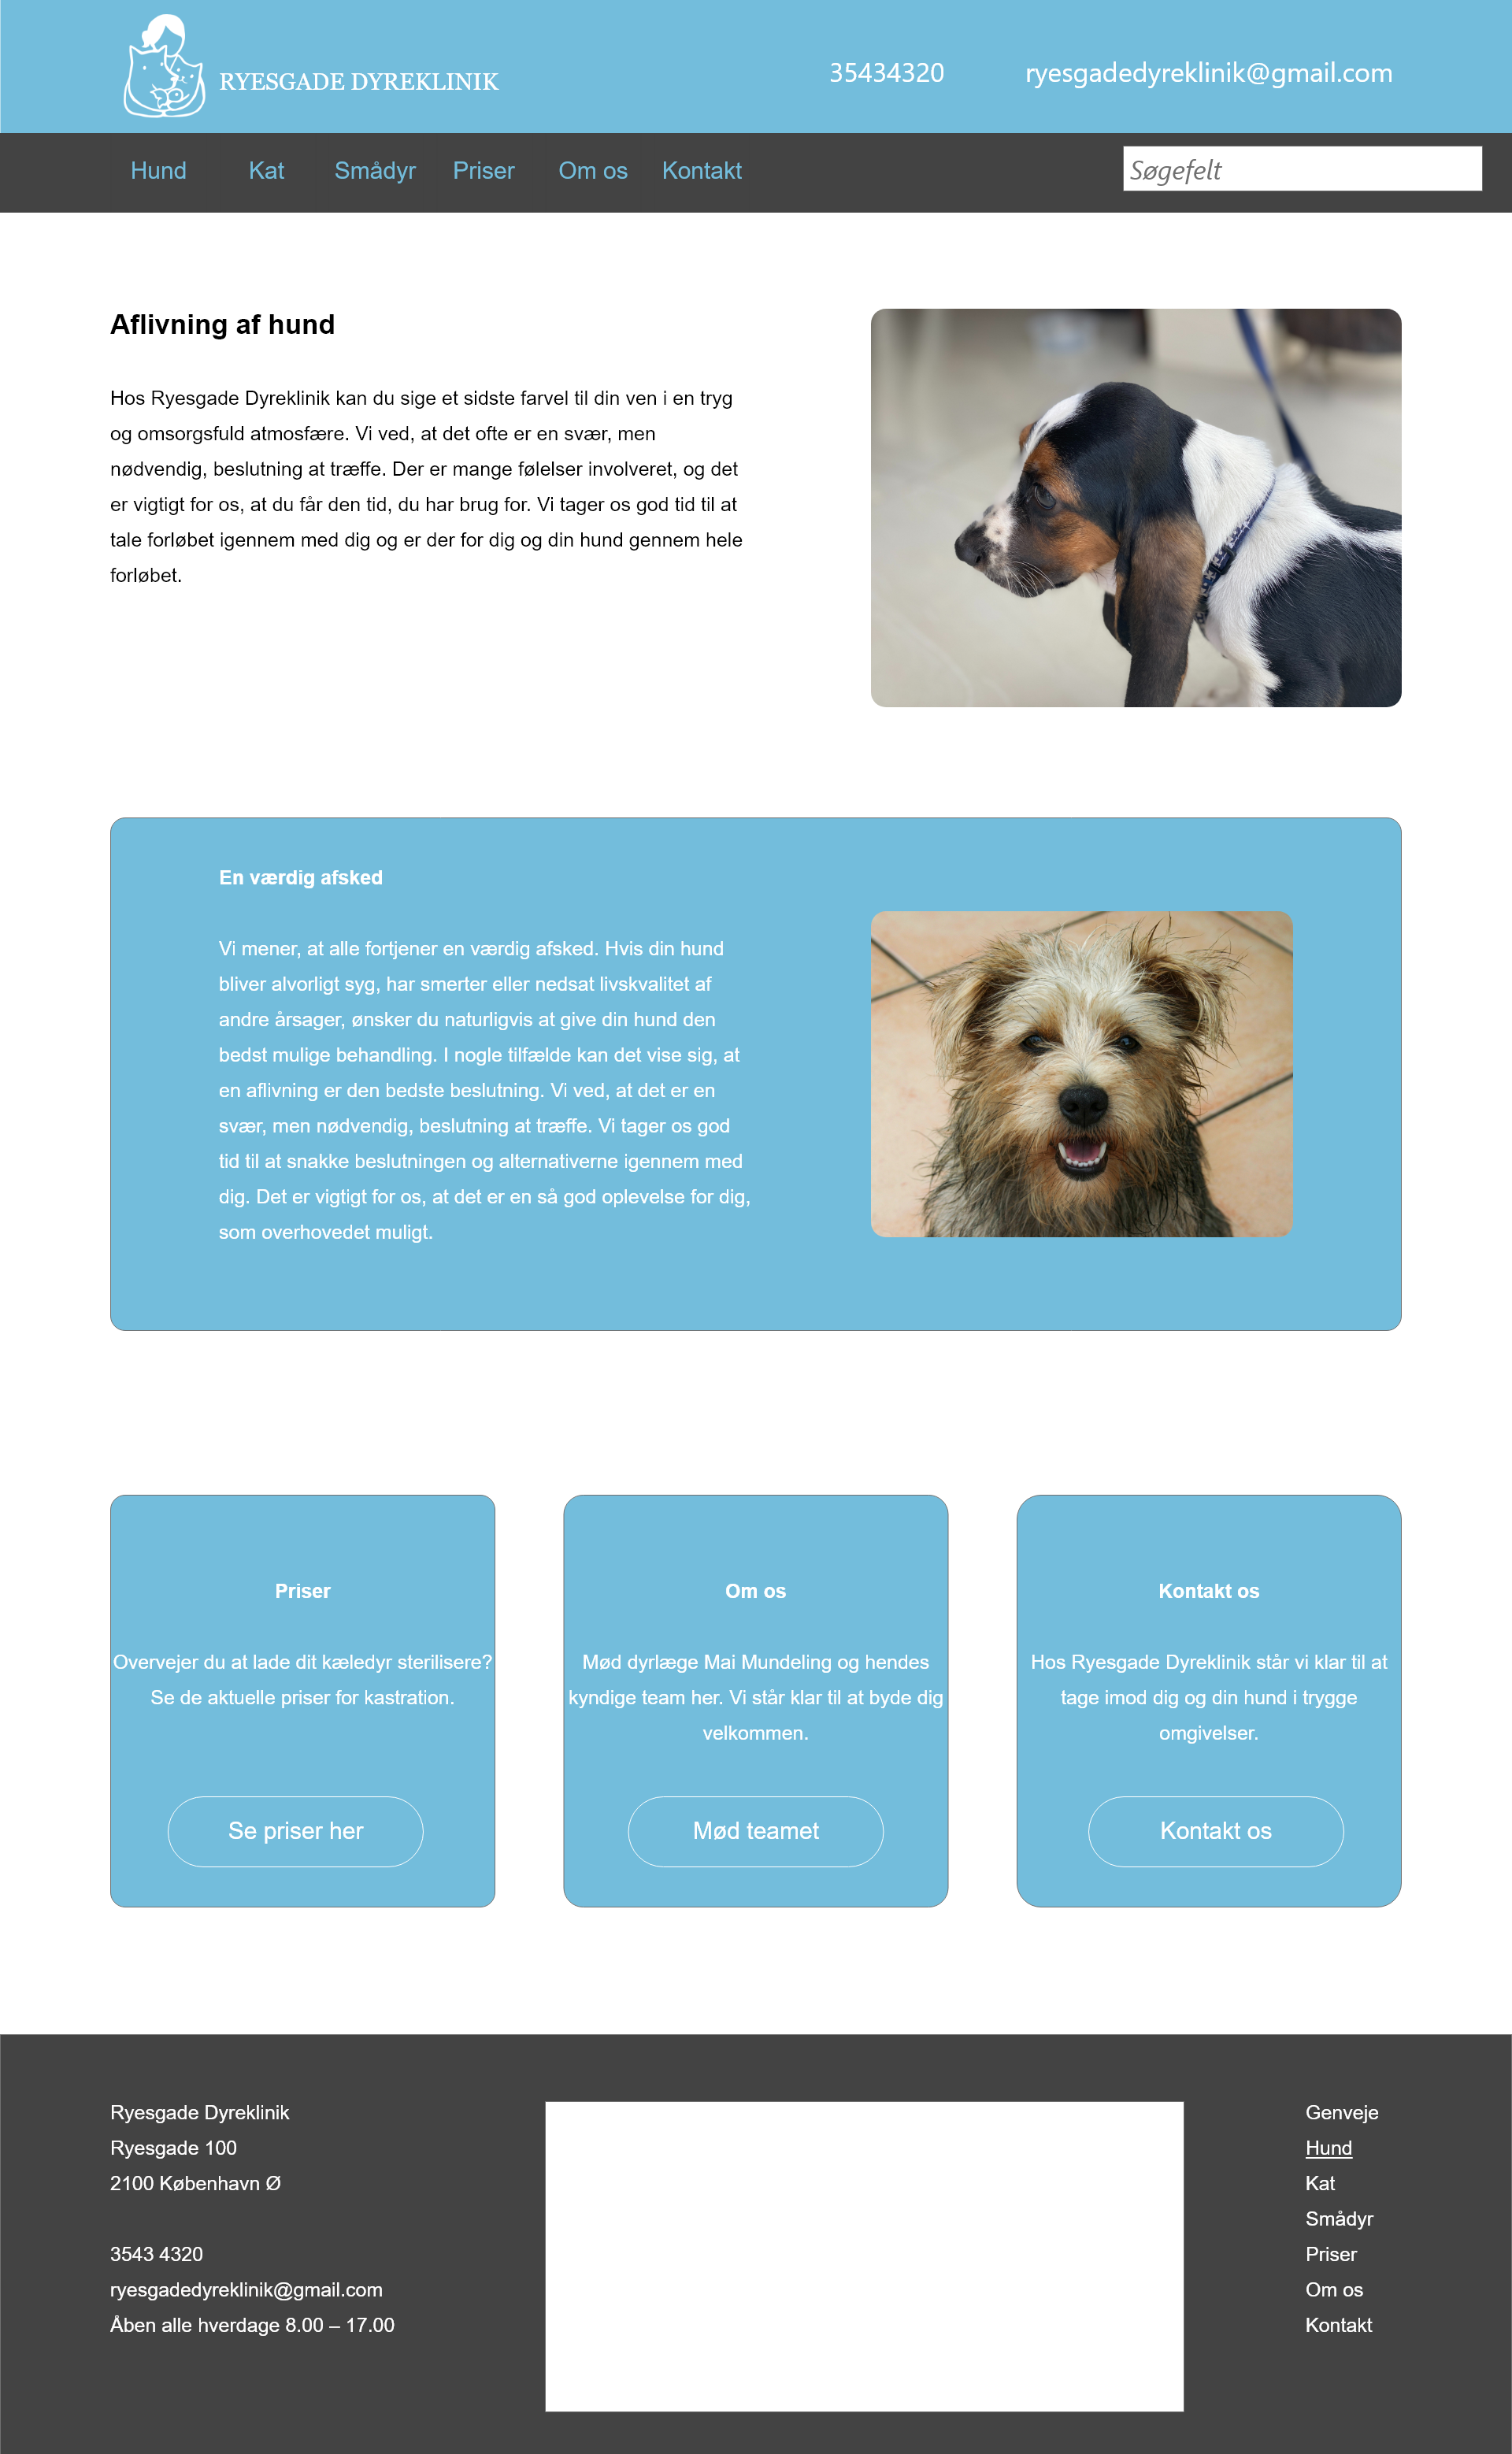 RYESGADE DYREKLINIK
35434320
ryesgadedyreklinik@gmail.com
Hund
Kat
Smådyr
Priser
Om os
Kontakt
Søgefelt
Aflivning af hund
Hos Ryesgade Dyreklinik kan du sige et sidste farvel til din ven i en tryg
og omsorgsfuld atmosfære. Vi ved, at det ofte er en svær, men
nødvendig, beslutning at træffe. Der er mange følelser involveret, og det
er vigtigt for os, at du får den tid, du har brug for. Vi tager os god tid til at
tale forløbet igennem med dig og er der for dig og din hund gennem hele
forløbet.
En værdig afsked
Vi mener, at alle fortjener en værdig afsked. Hvis din hund
bliver alvorligt syg, har smerter eller nedsat livskvalitet af
andre årsager, ønsker du naturligvis at give din hund den
bedst mulige behandling. I nogle tilfælde kan det vise sig, at
en aflivning er den bedste beslutning. Vi ved, at det er en
svær, men nødvendig, beslutning at træffe. Vi tager os god
tid til at snakke beslutningen og alternativerne igennem med
dig. Det er vigtigt for os, at det er en så god oplevelse for dig,
som overhovedet muligt.
Priser
Overvejer du at lade dit kæledyr sterilisere?
Se de aktuelle priser for kastration.
Se priser her
Om os
Mød dyrlæge Mai Mundeling og hendes
kyndige team her. Vi står klar til at byde dig
velkommen.
Mød teamet
Kontakt os
Hos Ryesgade Dyreklinik står vi klar til at
tage imod dig og din hund i trygge
omgivelser.
Kontakt os
Ryesgade Dyreklinik
Ryesgade 100
2100 København Ø
3543 4320
ryesgadedyreklinik@gmail.com
Åben alle hverdage 8.00 – 17.00
Genveje
Hund
Kat
Smådyr
Priser
Om os
Kontakt